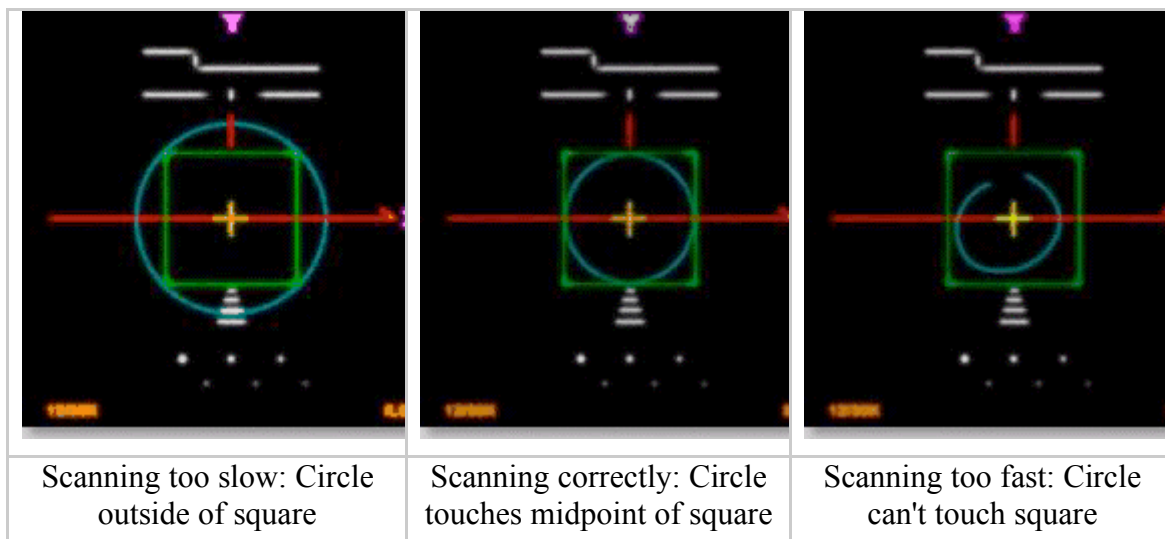 Scanning too slow: Circle
outside of square
Scanning correctly: Circle
touches midpoint of square
Scanning too fast: Circle
can't touch square